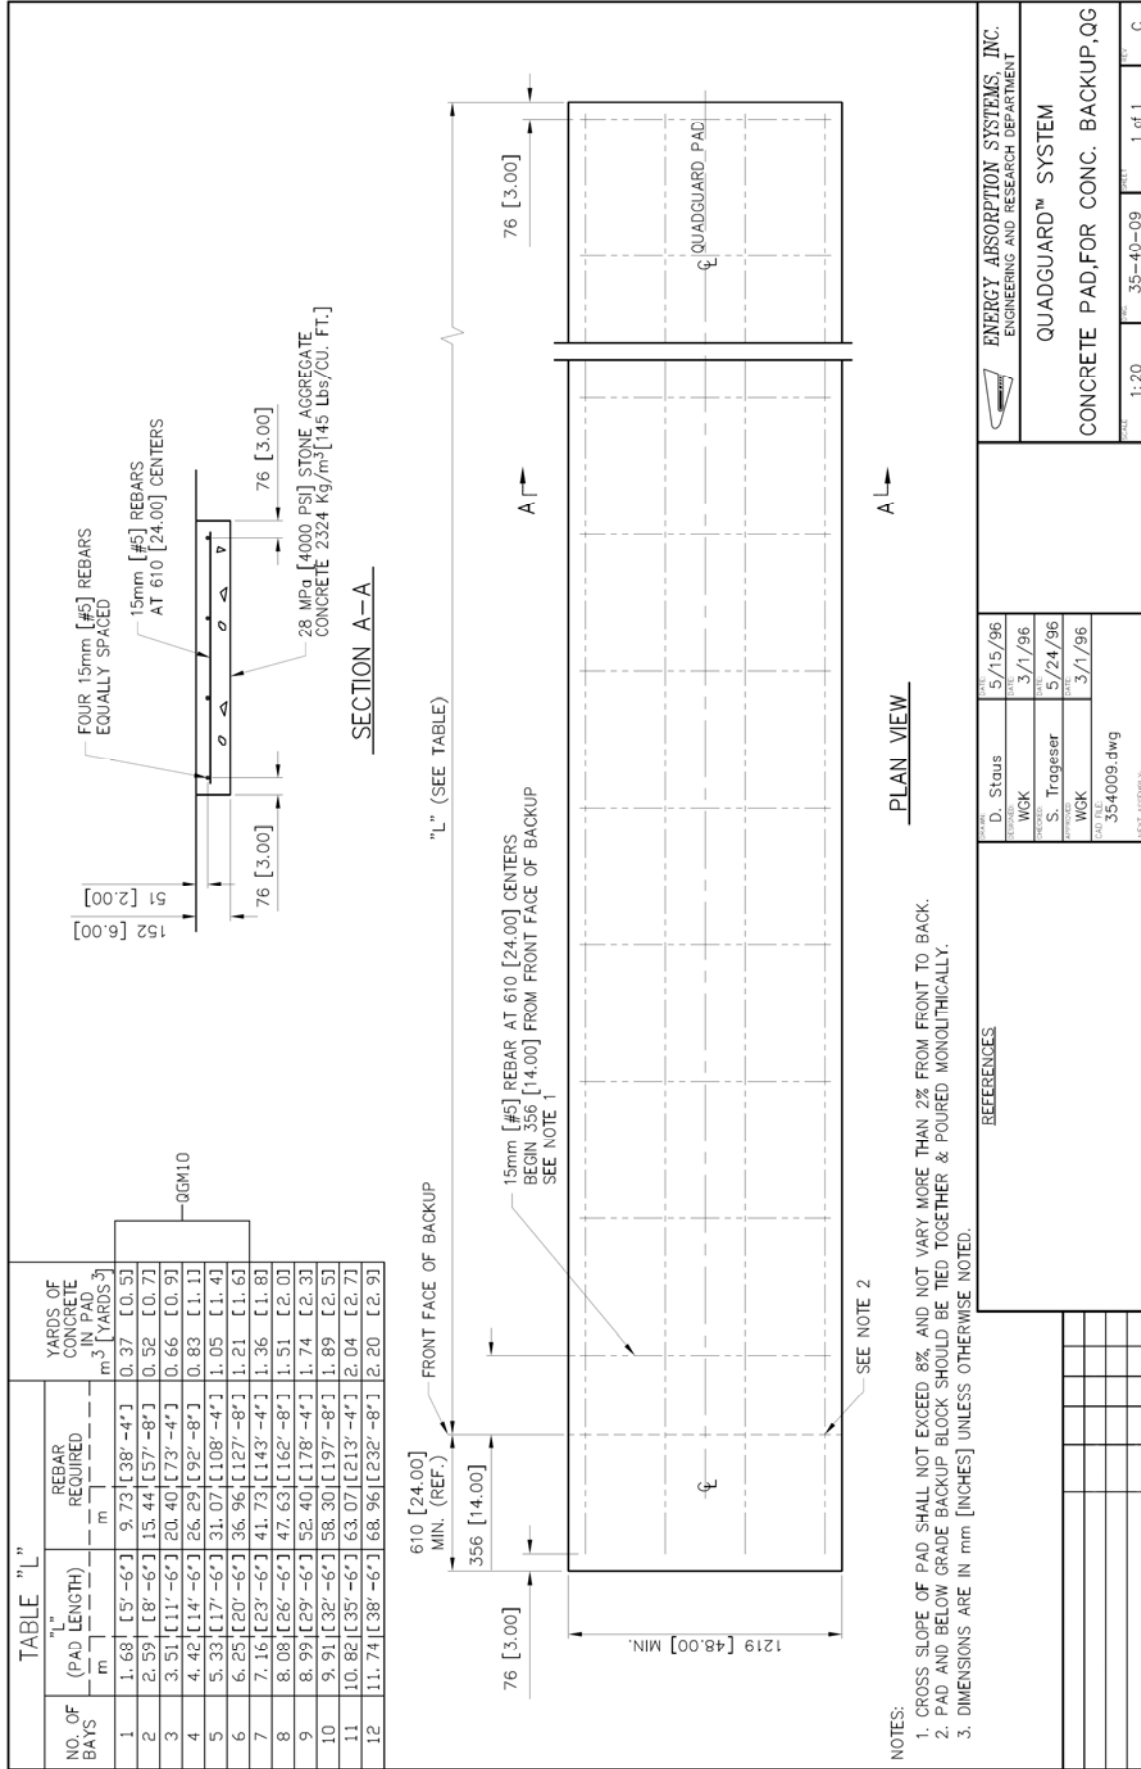 TABLE "L"
NO. OF BAYS
"L" (PAD LENGTH)
m
REBAR REQUIRED
m
YARDS OF CONCRETE IN PAD
m³ [YARDS³]
1 1.68 [5'-6"] 9.73 [38'-4"] 0.37 [0.5]
2 2.59 [8'-6"] 15.44 [57'-8"] 0.52 [0.7]
3 3.51 [11'-6"] 20.40 [73'-4"] 0.66 [0.9]
4 4.42 [14'-6"] 26.29 [92'-8"] 0.83 [1.1]
5 5.33 [17'-6"] 31.07 [108'-4"] 1.05 [1.4]
6 6.25 [20'-6"] 36.96 [127'-8"] 1.21 [1.6]
7 7.16 [23'-6"] 41.73 [143'-4"] 1.36 [1.8]
8 8.08 [26'-6"] 47.63 [162'-8"] 1.51 [2.0]
9 8.99 [29'-6"] 52.40 [178'-4"] 1.74 [2.3]
10 9.91 [32'-6"] 58.30 [197'-8"] 1.89 [2.5]
11 10.82 [35'-6"] 63.07 [213'-4"] 2.04 [2.7]
12 11.74 [38'-6"] 68.96 [232'-8"] 2.20 [2.9]
QGM10
152 [6.00]
51 [2.00]
76 [3.00]
FOUR 15mm [#5] REBARS
EQUALLY SPACED
15mm [#5] REBARS
AT 610 [24.00] CENTERS
76 [3.00]
28 MPa [4000 PSI] STONE AGGREGATE
CONCRETE 2324 Kg/m³[145 Lbs/CU. FT.]
SECTION A-A
610 [24.00]
MIN. (REF.)
356 [14.00]
FRONT FACE OF BACKUP
"L" (SEE TABLE)
76 [3.00]
15mm [#5] REBAR AT 610 [24.00] CENTERS
BEGIN 356 [14.00] FROM FRONT FACE OF BACKUP
SEE NOTE 1
A
76 [3.00]
1219 [48.00] MIN.
QUADGUARD PAD
SEE NOTE 2
A
PLAN VIEW
NOTES:
1. CROSS SLOPE OF PAD SHALL NOT EXCEED 8%, AND NOT VARY MORE THAN 2% FROM FRONT TO BACK.
2. PAD AND BELOW GRADE BACKUP BLOCK SHOULD BE TIED TOGETHER & POURED MONOLITHICALLY.
3. DIMENSIONS ARE IN mm [INCHES] UNLESS OTHERWISE NOTED.
REFERENCES
DRAWN: D. Staus DATE: 5/15/96
DESIGNED: WGK DATE: 3/1/96
CHECKED: S. Trageser DATE: 5/24/96
APPROVED: WGK DATE: 3/1/96
CAD FILE: 354009.dwg
NEXT ASSEMBLY:
ENERGY ABSORPTION SYSTEMS, INC.
ENGINEERING AND RESEARCH DEPARTMENT
QUADGUARD™ SYSTEM
CONCRETE PAD,FOR CONC. BACKUP,QG
SCALE 1:20 DWG. 35-40-09 SHEET 1 of 1 REV C